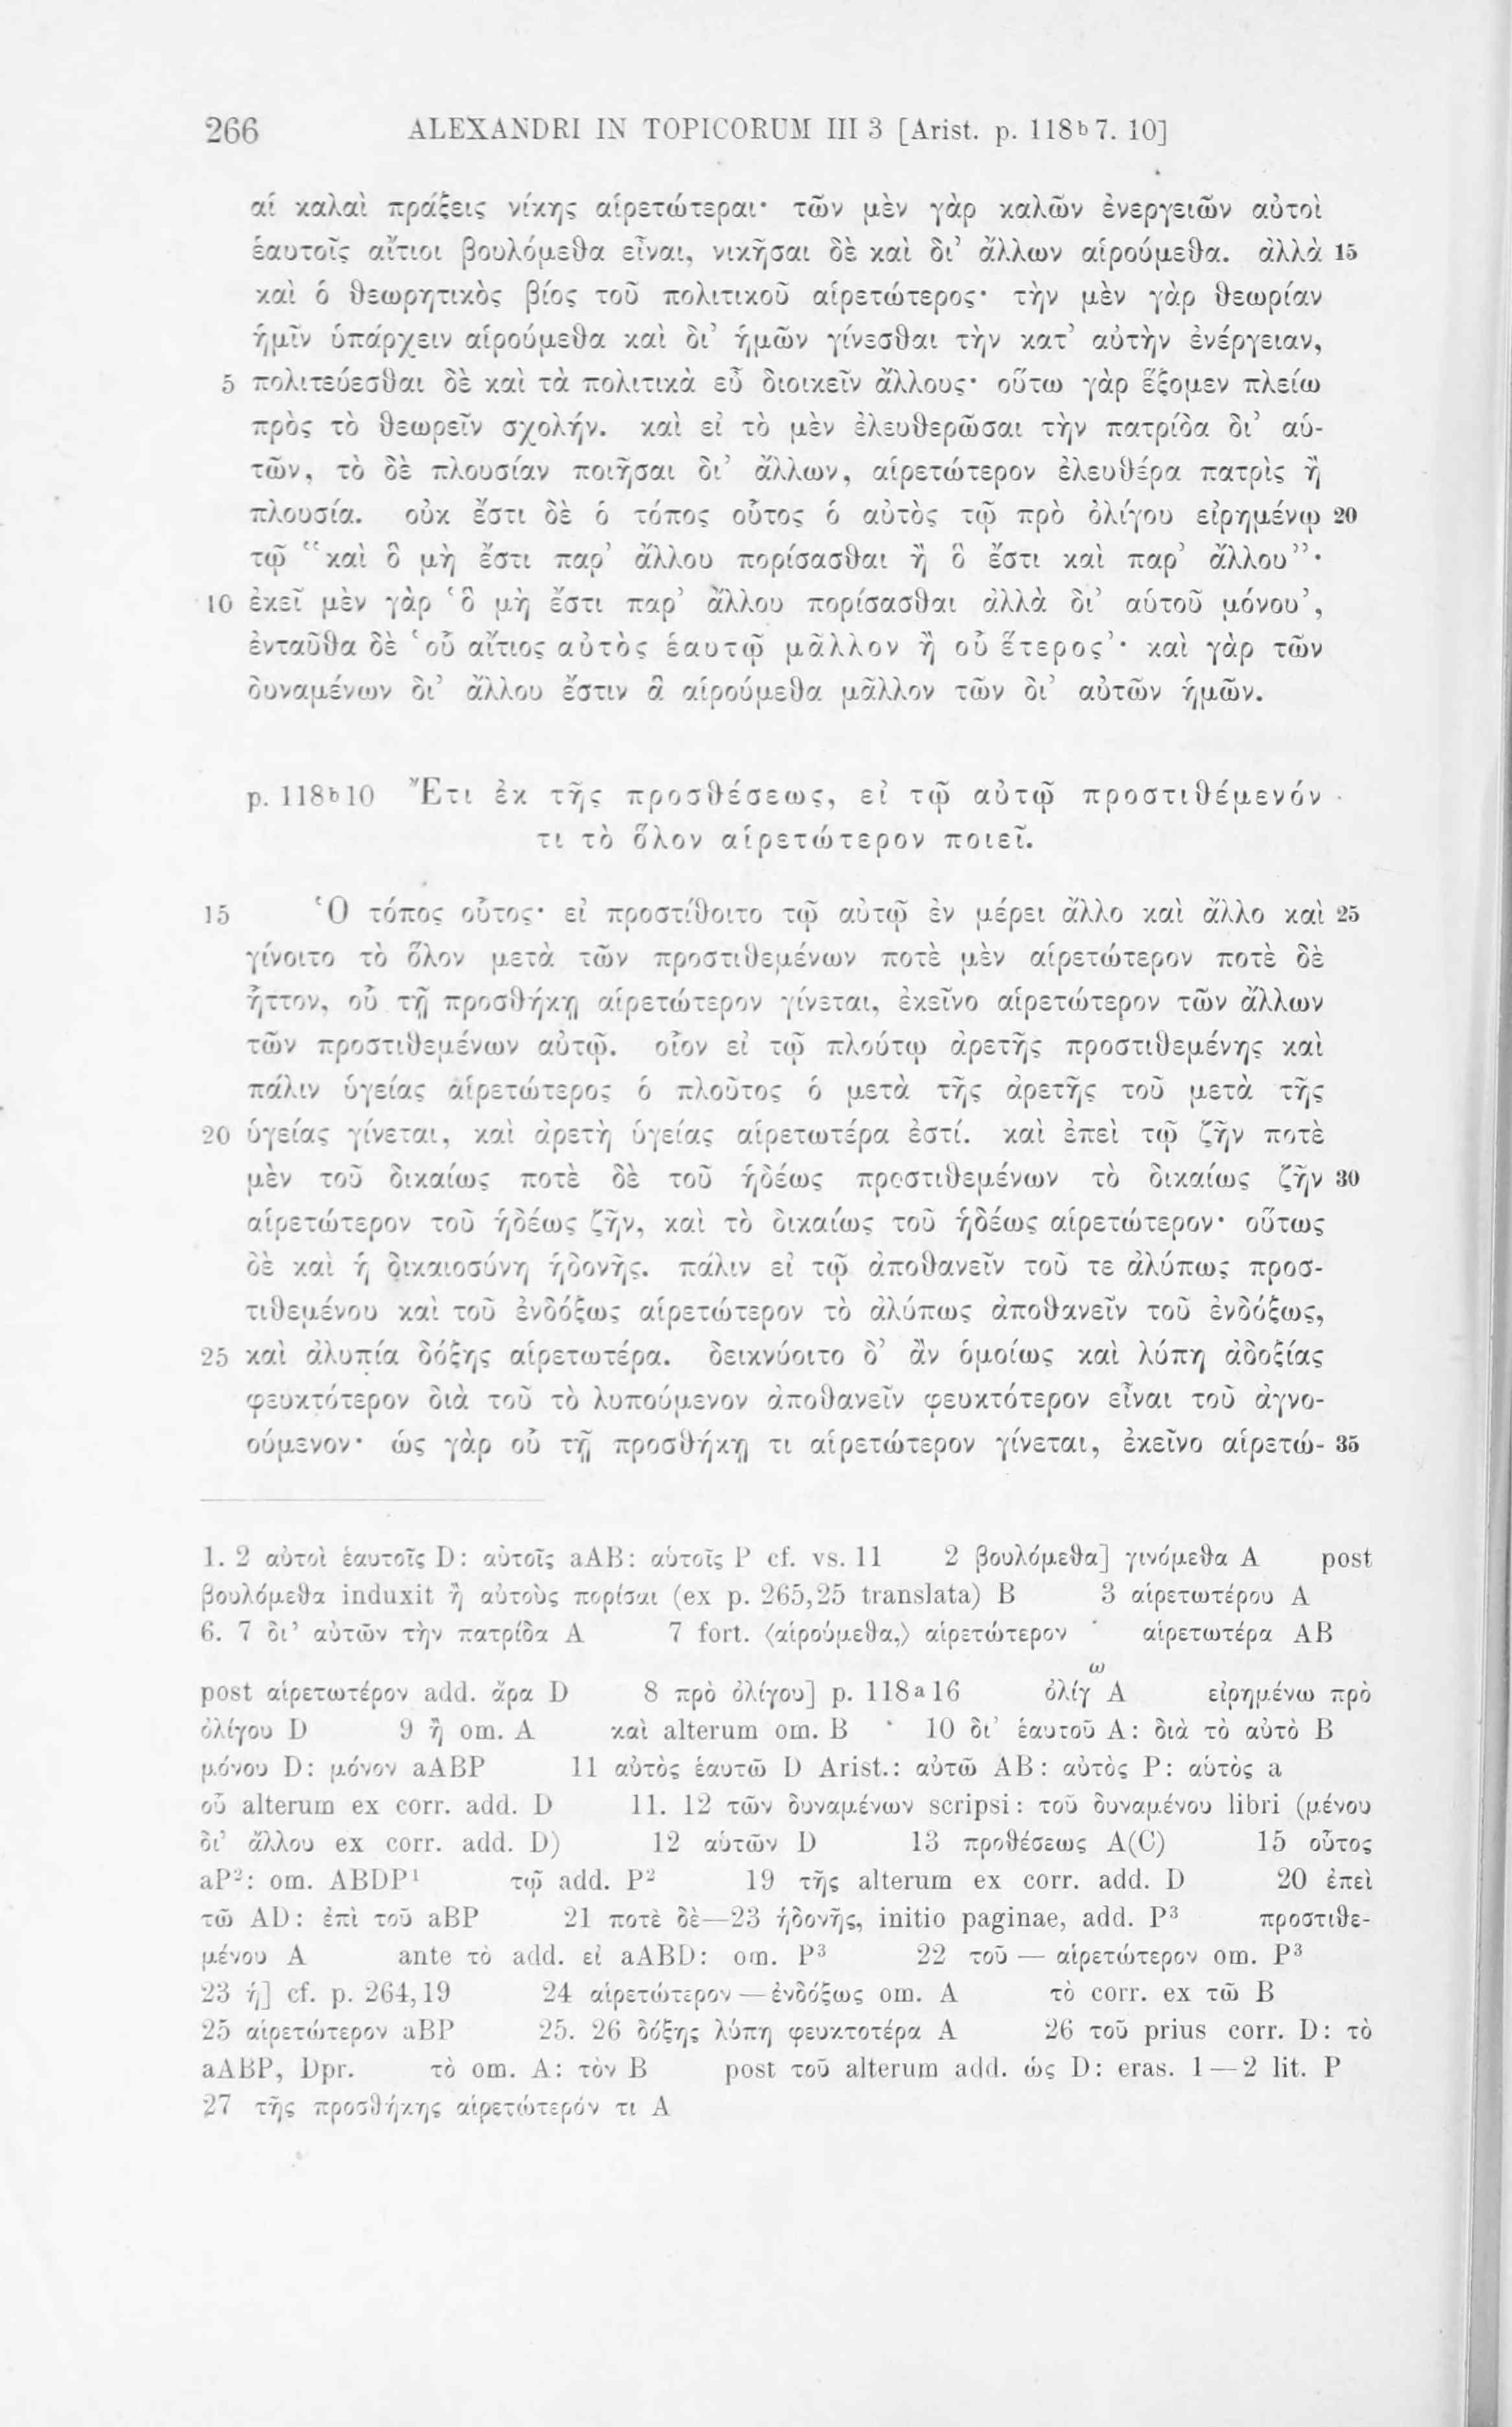 266 ALEXANDRI IN TOPICORUM III 3 [Arist. p. 118b7. 10]
αἱ καλαὶ πράξεις νίκης αἱρετώτεραι· τῶν μὲν γὰρ καλῶν ἐνεργειῶν αὐτοὶ
ἑαυτοῖς αἴτιοι βουλόμεθα εἶναι, νικῆσαι δὲ καὶ δι’ ἄλλων αἱρούμεθα. ἀλλὰ 15
καὶ ὁ θεωρητικὸς βίος τοῦ πολιτικοῦ αἱρετώτερος· τὴν μὲν γὰρ θεωρίαν
ἡμῖν ὑπάρχειν αἱρούμεθα καὶ δι’ ἡμῶν γίνεσθαι τὴν κατ’ αὐτὴν ἐνέργειαν,
5 πολιτεύεσθαι δὲ καὶ τὰ πολιτικὰ εὖ διοικεῖν ἄλλους· οὕτω γὰρ ἕξομεν πλείω
πρὸς τὸ θεωρεῖν σχολήν. καὶ εἰ τὸ μὲν ἐλευθερῶσαι τὴν πατρίδα δι’ αὑ-
τῶν, τὸ δὲ πλουσίαν ποιῆσαι δι’ ἄλλων, αἱρετώτερον ἐλευθέρα πατρὶς ἢ
πλουσία. οὐκ ἔστι δὲ ὁ τόπος οὗτος ὁ αὐτὸς τῷ πρὸ ὀλίγου εἰρημένῳ 20
τῷ “καὶ ὃ μὴ ἔστι παρ’ ἄλλου πορίσασθαι ἢ ὃ ἔστι καὶ παρ’ ἄλλου”·
10 ἐκεῖ μὲν γὰρ ‘ὃ μὴ ἔστι παρ’ ἄλλου πορίσασθαι ἀλλὰ δι’ αὑτοῦ μόνου’,
ἐνταῦθα δὲ ‘οὗ αἴτιος αὐτὸς ἑαυτῷ μᾶλλον ἢ οὗ ἕτερος’· καὶ γὰρ τῶν
δυναμένων δι’ ἄλλου ἔστιν ἃ αἱρούμεθα μᾶλλον τῶν δι’ αὐτῶν ἡμῶν.
p. 118b10 Ἔτι ἐκ τῆς προσθέσεως, εἰ τῷ αὐτῷ προστιθέμενόν
τι τὸ ὅλον αἱρετώτερον ποιεῖ.
15 Ὁ τόπος οὗτος· εἰ προστίθοιτο τῷ αὐτῷ ἐν μέρει ἄλλο καὶ ἄλλο καὶ 25
γίνοιτο τὸ ὅλον μετὰ τῶν προστιθεμένων ποτὲ μὲν αἱρετώτερον ποτὲ δὲ
ἧττον, οὗ τῇ προσθήκῃ αἱρετώτερον γίνεται, ἐκεῖνο αἱρετώτερον τῶν ἄλλων
τῶν προστιθεμένων αὐτῷ. οἷον εἰ τῷ πλούτῳ ἀρετῆς προστιθεμένης καὶ
πάλιν ὑγείας αἱρετώτερος ὁ πλοῦτος ὁ μετὰ τῆς ἀρετῆς τοῦ μετὰ τῆς
20 ὑγείας γίνεται, καὶ ἀρετὴ ὑγείας αἱρετωτέρα ἐστί. καὶ ἐπεὶ τῷ ζῆν ποτὲ
μὲν τοῦ δικαίως ποτὲ δὲ τοῦ ἡδέως προστιθεμένων τὸ δικαίως ζῆν 30
αἱρετώτερον τοῦ ἡδέως ζῆν, καὶ τὸ δικαίως τοῦ ἡδέως αἱρετώτερον· οὕτως
δὲ καὶ ἡ δικαιοσύνη ἡδονῆς. πάλιν εἰ τῷ ἀποθανεῖν τοῦ τε ἀλύπως προσ-
τιθεμένου καὶ τοῦ ἐνδόξως αἱρετώτερον τὸ ἀλύπως ἀποθανεῖν τοῦ ἐνδόξως,
25 καὶ ἀλυπία δόξης αἱρετωτέρα. δεικνύοιτο δ’ ἂν ὁμοίως καὶ λύπη ἀδοξίας
φευκτότερον διὰ τοῦ τὸ λυπούμενον ἀποθανεῖν φευκτότερον εἶναι τοῦ ἀγνο-
ούμενον· ὡς γὰρ οὗ τῇ προσθήκῃ τι αἱρετώτερον γίνεται, ἐκεῖνο αἱρετώ- 35
1. 2 αὐτοὶ ἑαυτοῖς D: αὐτοῖς aAB: αὑτοῖς P cf. vs. 11 2 βουλόμεθα] γινόμεθα A post
βουλόμεθα induxit ἢ αὐτοὺς πορίσαι (ex p. 265,25 translata) B 3 αἱρετωτέρου A
6. 7 δι’ αὐτῶν τὴν πατρίδα A 7 fort. ⟨αἱρούμεθα,⟩ αἱρετώτερον αἱρετωτέρα AB
post αἱρετωτέρον add. ἄρα D 8 πρὸ ὀλίγου] p. 118a16 ὀλίγ ω A εἰρημένω πρὸ
ὀλίγου D 9 ἢ om. A καὶ alterum om. B 10 δι’ ἑαυτοῦ A: διὰ τὸ αὐτὸ B
μόνου D: μόνον aABP 11 αὐτὸς ἑαυτῶ D Arist.: αὐτῶ AB: αὐτὸς P: αὑτὸς a
οὗ alterum ex corr. add. D 11. 12 τῶν δυναμένων scripsi: τοῦ δυναμένου libri (μένου
δι’ ἄλλου ex corr. add. D) 12 αὑτῶν D 13 προθέσεως A(C) 15 οὗτος
aP2: om. ABDP1 τῷ add. P2 19 τῆς alterum ex corr. add. D 20 ἐπεὶ
τῶ AD: ἐπὶ τοῦ aBP 21 ποτὲ δὲ—23 ἡδονῆς, initio paginae, add. P3 προστιθε-
μένου A ante τὸ add. εἰ aABD: om. P3 22 τοῦ — αἱρετώτερον om. P3
23 ἡ] cf. p. 264,19 24 αἱρετώτερον — ἐνδόξως om. A τὸ corr. ex τῶ B
25 αἱρετώτερον aBP 25. 26 δόξης λύπη φευκτοτέρα A 26 τοῦ prius corr. D: τὸ
aABP, Dpr. τὸ om. A: τὸν B post τοῦ alterum add. ὡς D: eras. 1—2 lit. P
27 τῆς προσθήκης αἱρετώτερόν τι A